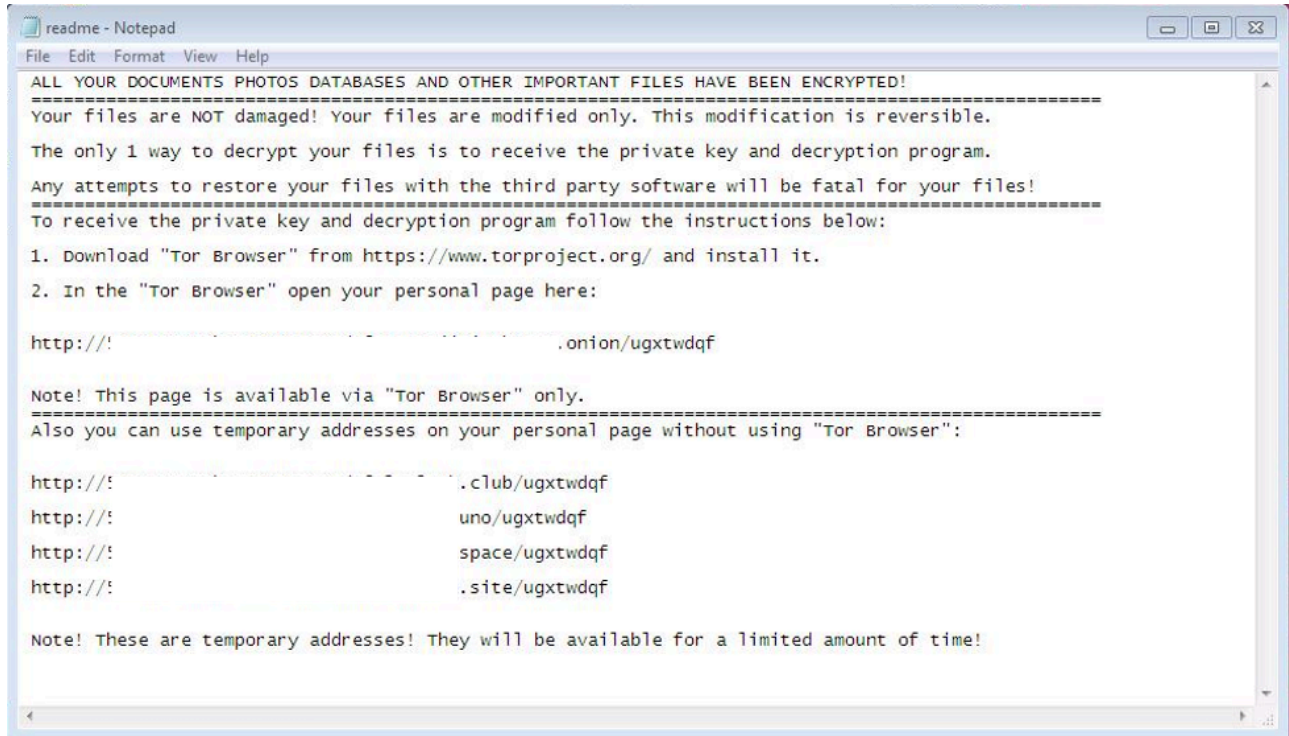 readme - Notepad
File Edit Format View Help
ALL YOUR DOCUMENTS PHOTOS DATABASES AND OTHER IMPORTANT FILES HAVE BEEN ENCRYPTED!
====================================================================================================
Your files are NOT damaged! Your files are modified only. This modification is reversible.
The only 1 way to decrypt your files is to receive the private key and decryption program.
Any attempts to restore your files with the third party software will be fatal for your files!
====================================================================================================
To receive the private key and decryption program follow the instructions below:
1. Download "Tor Browser" from https://www.torproject.org/ and install it.
2. In the "Tor Browser" open your personal page here:
http:// .onion/ugxtwdqf
Note! This page is available via "Tor Browser" only.
====================================================================================================
Also you can use temporary addresses on your personal page without using "Tor Browser":
http:// .club/ugxtwdqf
http:// uno/ugxtwdqf
http:// space/ugxtwdqf
http:// .site/ugxtwdqf
Note! These are temporary addresses! They will be available for a limited amount of time!